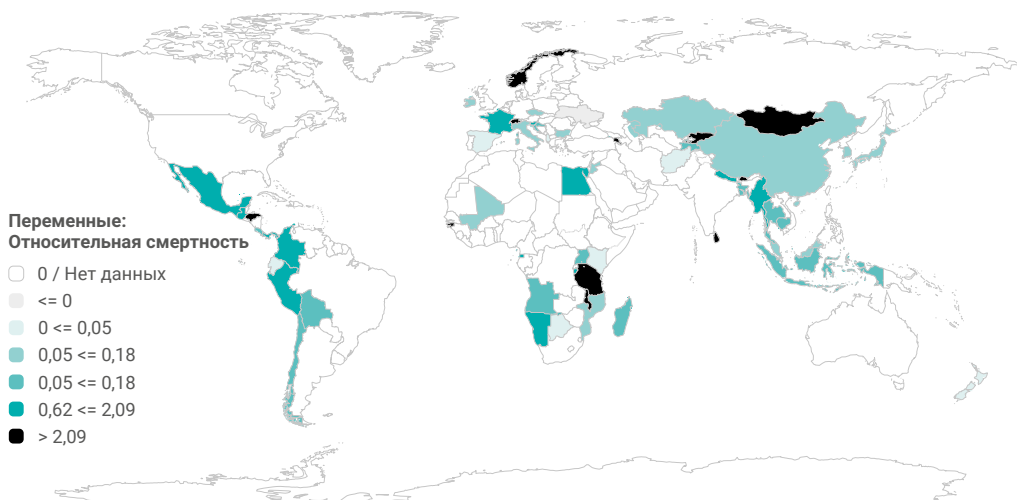 Переменные:
Относительная смертность
0 / Нет данных
<= 0
0 <= 0,05
0,05 <= 0,18
0,05 <= 0,18
0,62 <= 2,09
> 2,09